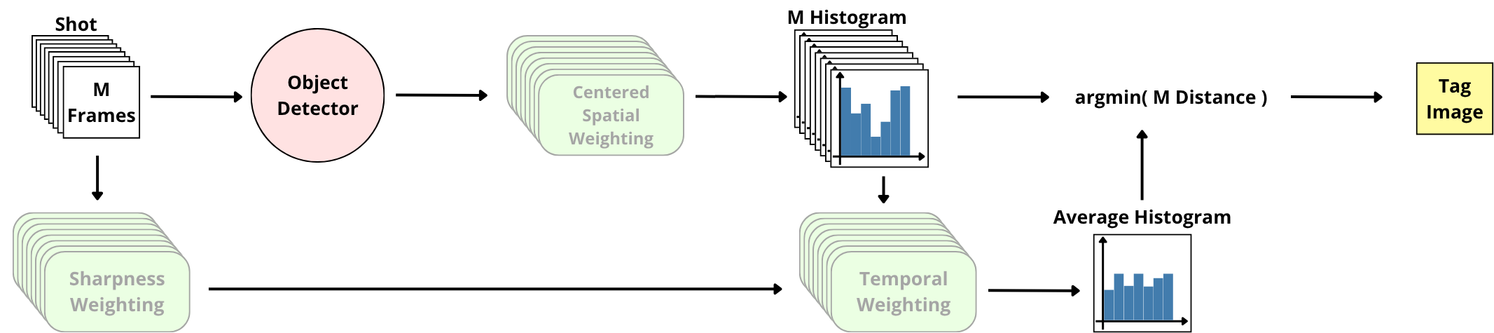 Shot
M
Frames
Object
Detector
Centered
Spatial
Weighting
M Histogram
argmin( M Distance )
Tag
Image
Sharpness
Weighting
Temporal
Weighting
Average Histogram